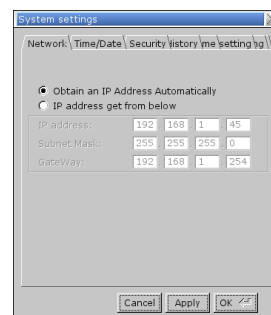 System settings
Network Time/Date Security History me setting ng
Obtain an IP Address Automatically
IP address get from below
IP address: 192 . 168 . 1 . 45
Subnet Mask: 255 . 255 . 255 . 0
GateWay: 192 . 168 . 1 . 254
Cancel Apply OK